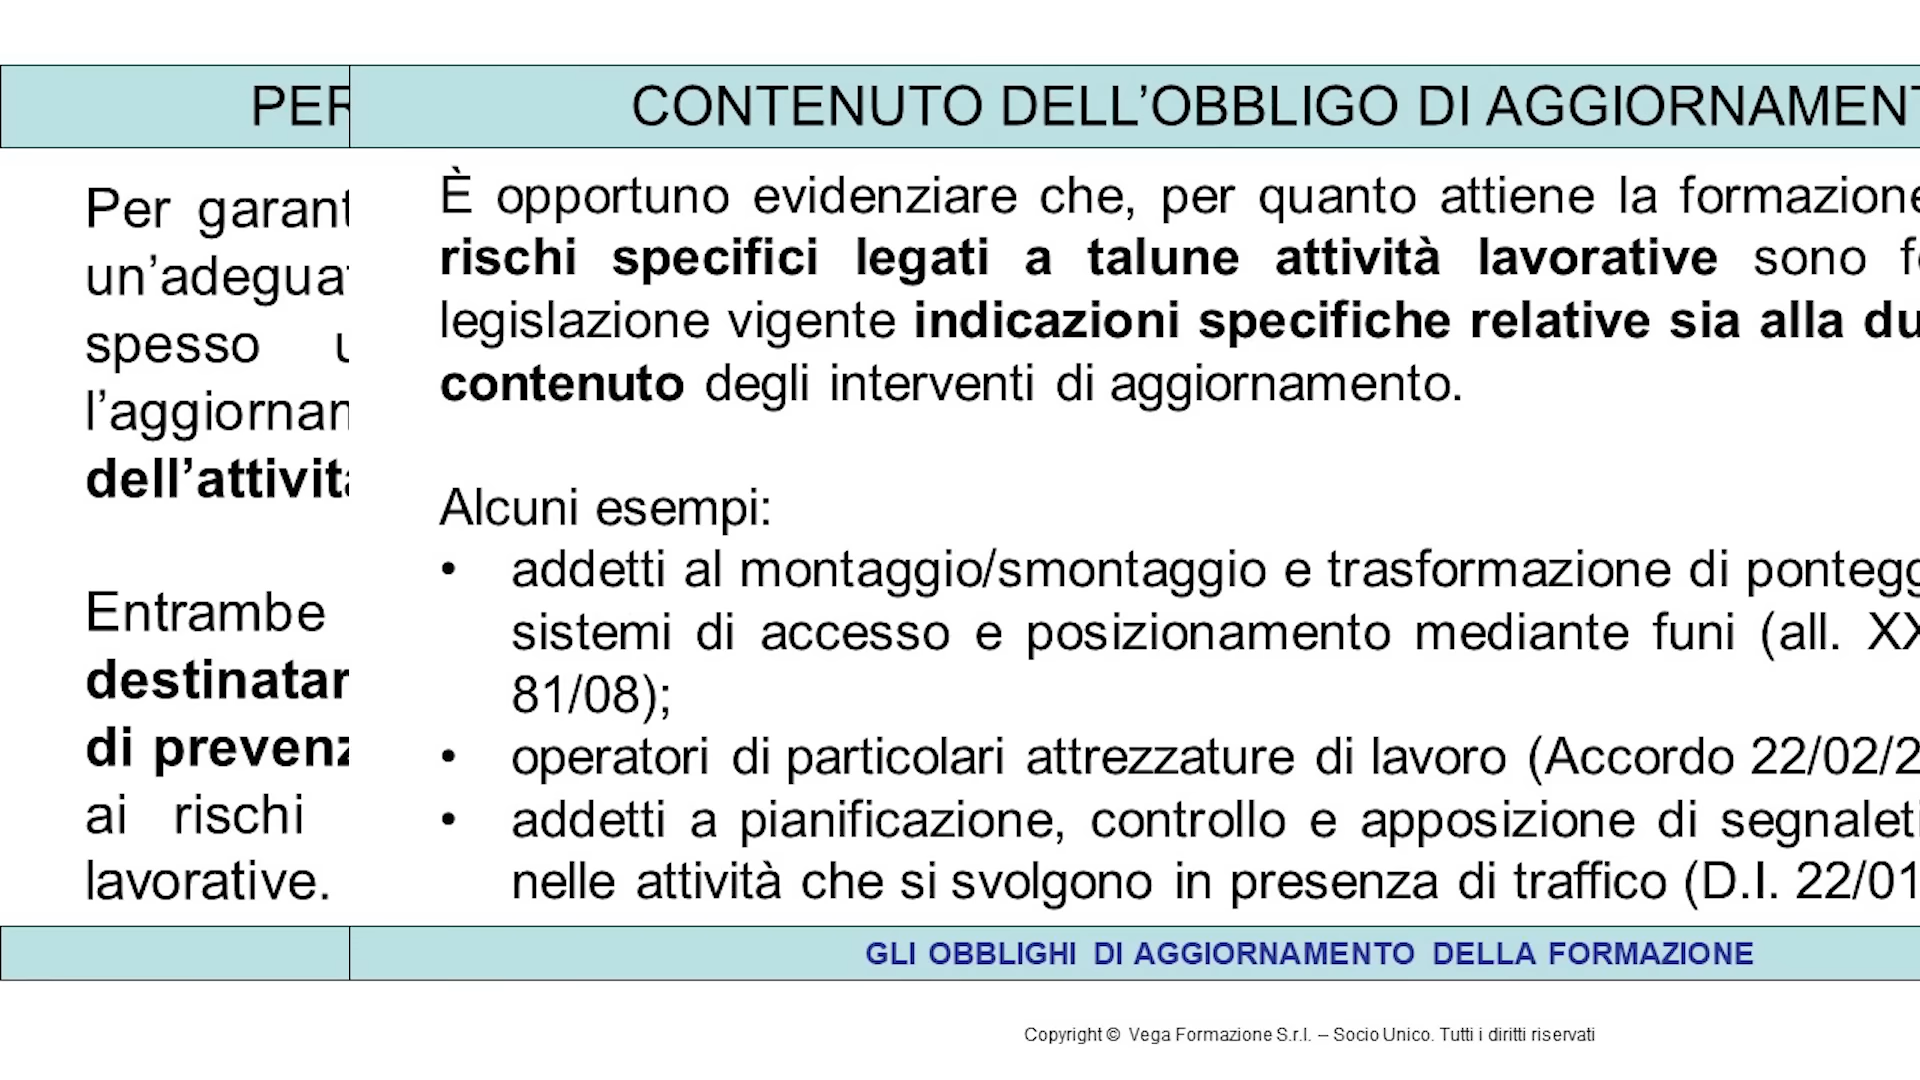 PER
Per garant
un’adegua
spesso
l’aggiornam
dell’attivit
Entrambe
destinatar
di preven
ai rischi
lavorative.
CONTENUTO DELL’OBBLIGO DI AGGIORNAMEN
È opportuno evidenziare che, per quanto attiene la formazione
rischi specifici legati a talune attività lavorative sono f
legislazione vigente indicazioni specifiche relative sia alla du
contenuto degli interventi di aggiornamento.
Alcuni esempi:
• addetti al montaggio/smontaggio e trasformazione di pontegg
sistemi di accesso e posizionamento mediante funi (all. XX
81/08);
• operatori di particolari attrezzature di lavoro (Accordo 22/02/2
• addetti a pianificazione, controllo e apposizione di segnaleti
nelle attività che si svolgono in presenza di traffico (D.I. 22/01
GLI OBBLIGHI DI AGGIORNAMENTO DELLA FORMAZIONE
Copyright © Vega Formazione S.r.l. – Socio Unico. Tutti i diritti riservati